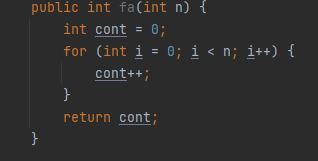 public int fa(int n) {
    int cont = 0;
    for (int i = 0; i < n; i++) {
        cont++;
    }
    return cont;
}